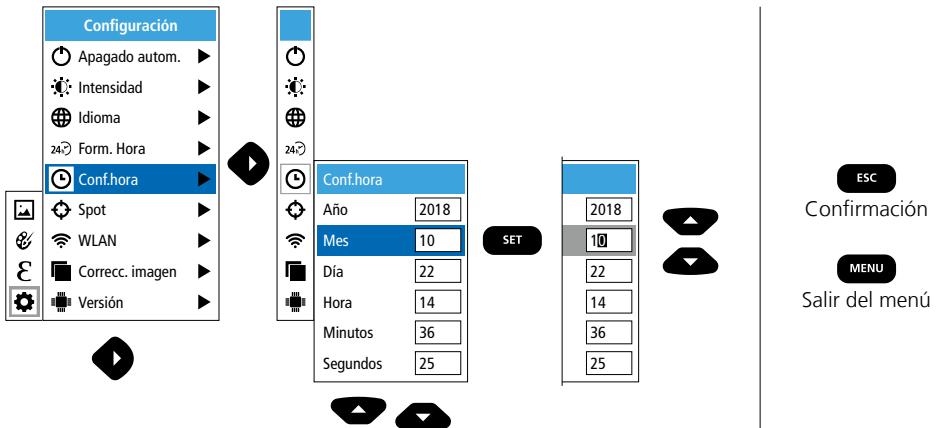 Configuración
Apagado autom.
Intensidad
Idioma
24h Form. Hora
Conf.hora
Spot
WLAN
Correcc. imagen
Versión
ε
24h
Conf.hora
Año 2018
Mes 10
Día 22
Hora 14
Minutos 36
Segundos 25
SET
2018
10
22
14
36
25
ESC
Confirmación
MENU
Salir del menú